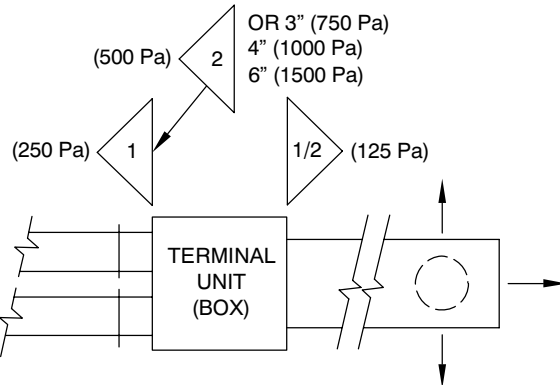 OR 3” (750 Pa)
(500 Pa) 2 4” (1000 Pa)
6” (1500 Pa)
(250 Pa) 1 1/2 (125 Pa)
TERMINAL
UNIT
(BOX)